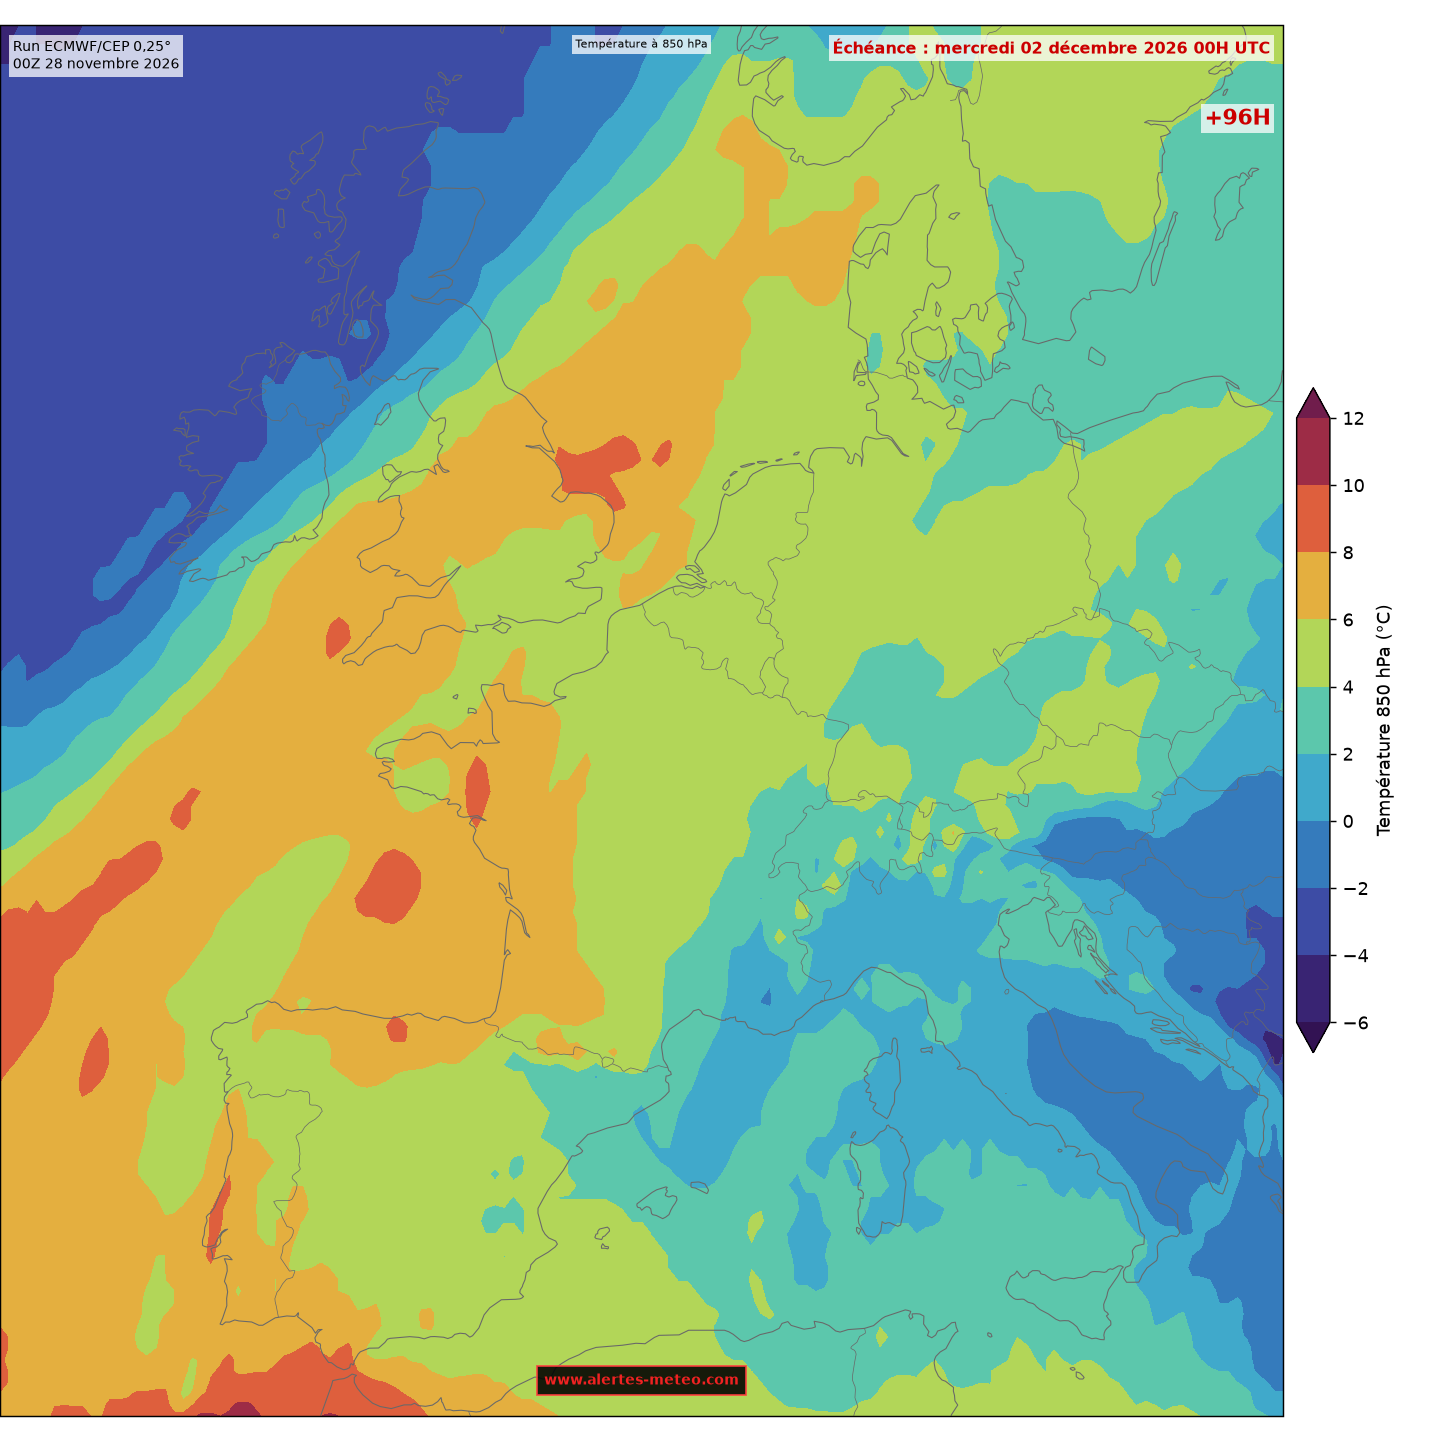 Run ECMWF/CEP 0,25°
00Z 28 novembre 2026
Température à 850 hPa
Échéance : mercredi 02 décembre 2026 00H UTC
+96H
12
10
8
6
4
2
0
−2
−4
−6
Température 850 hPa (°C)
www.alertes-meteo.com